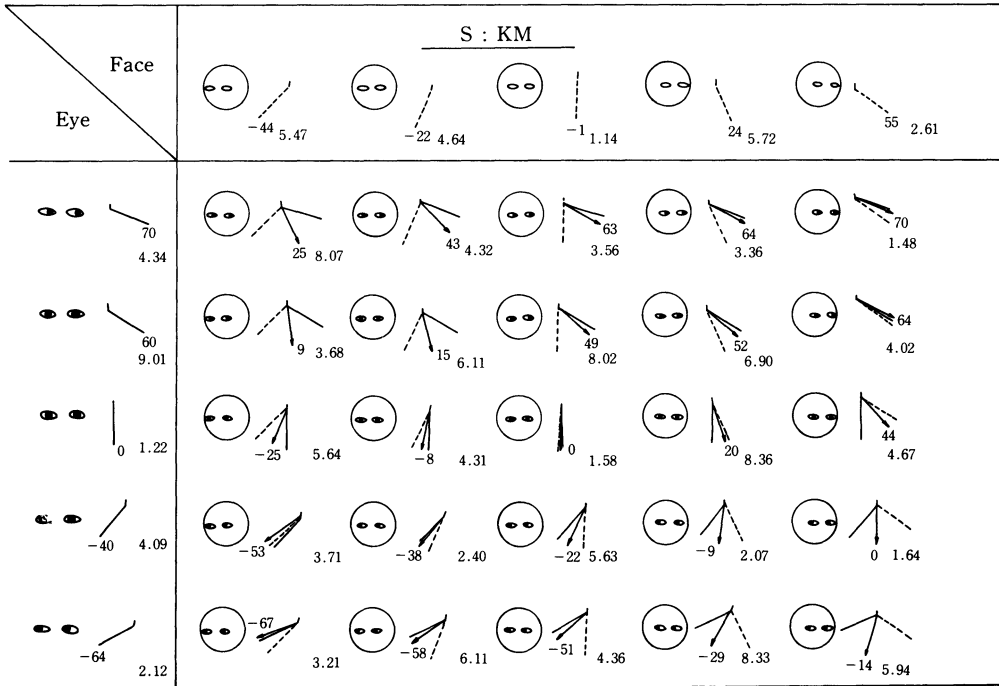 S : KM
Face
Eye
-44 5.47 -22 4.64 -1 1.14 24 5.72 55 2.61
70 25 8.07 43 4.32 63 3.56 64 3.36 70 1.48
4.34
60 9 3.68 15 6.11 49 8.02 52 6.90 64 4.02
9.01
0 1.22 -25 5.64 -8 4.31 0 1.58 20 8.36 44 4.67
-40 4.09 -53 3.71 -38 2.40 -22 5.63 -9 2.07 0 1.64
-64 -67 -58 6.11 -51 4.36 -29 8.33 -14 5.94
2.12 3.21